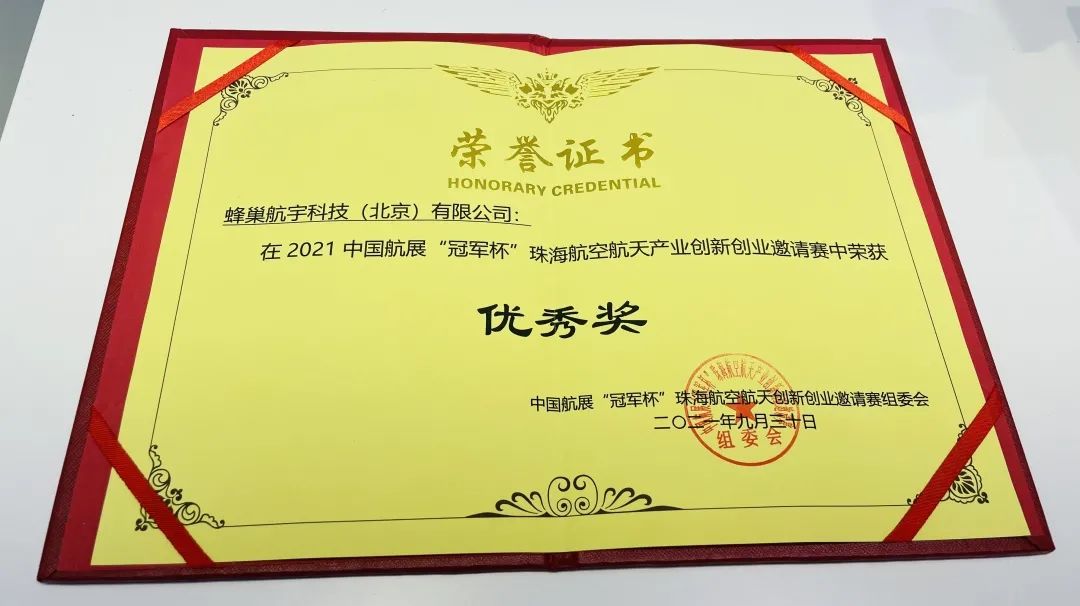 荣誉证书
HONORARY CREDENTIAL
蜂巢航宇科技（北京）有限公司：
在 2021 中国航展“冠军杯”珠海航空航天产业创新创业邀请赛中荣获
优秀奖
中国航展“冠军杯”珠海航空航天创新创业邀请赛组委会
二〇二一年九月三十日
组委会